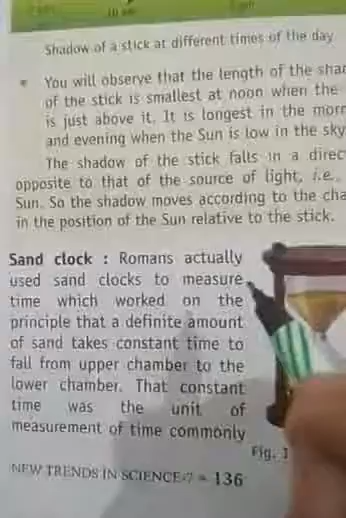 10 am
Shadow of a stick at different times of the day
• You will observe that the length of the shad
of the stick is smallest at noon when the
is just above it. It is longest in the morn
and evening when the Sun is low in the sky
The shadow of the stick falls in a direc
opposite to that of the source of light, i.e.,
Sun. So the shadow moves according to the cha
in the position of the Sun relative to the stick.
Sand clock : Romans actually
used sand clocks to measure
time which worked on the
principle that a definite amount
of sand takes constant time to
fall from upper chamber to the
lower chamber. That constant
time was the unit of
measurement of time commonly
Fig. 1
NEW TRENDS IN SCIENCE-7 = 136